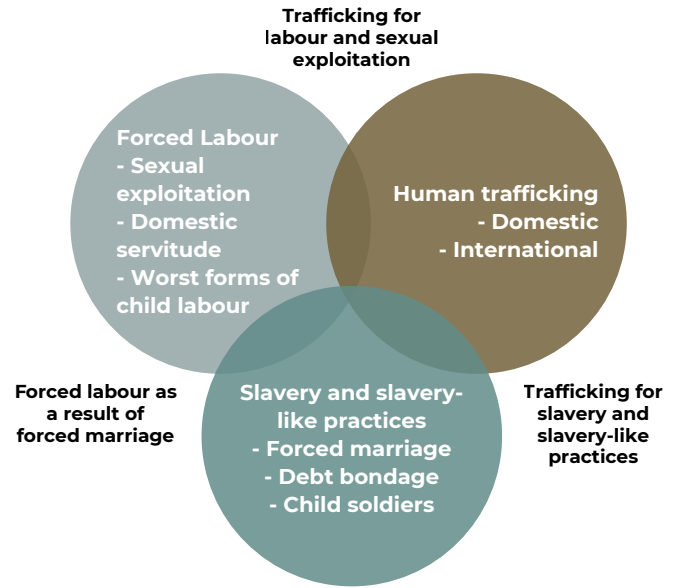 Trafficking for
labour and sexual
exploitation
Forced Labour
- Sexual
exploitation
- Domestic
servitude
- Worst forms of
child labour
Human trafficking
- Domestic
- International
Forced labour as
a result of
forced marriage
Slavery and slavery-
like practices
- Forced marriage
- Debt bondage
- Child soldiers
Trafficking for
slavery and
slavery-like
practices